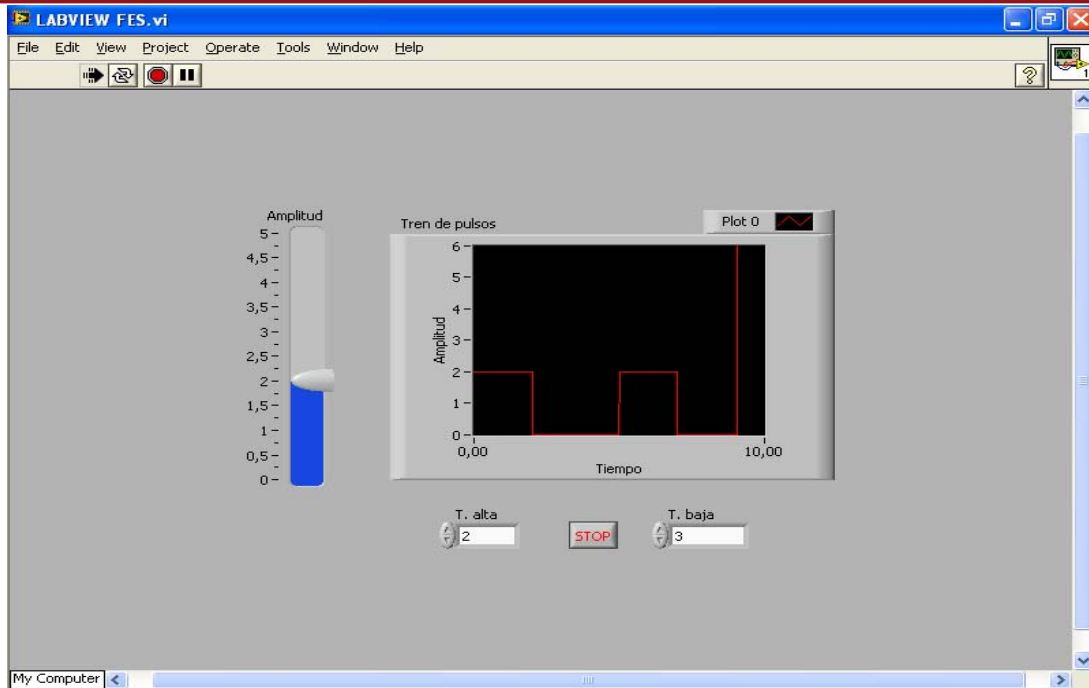 LABVIEW FES.vi
File Edit View Project Operate Tools Window Help
?
1
Amplitud
5
4,5
4
3,5
3
2,5
2
1,5
1
0,5
0
Tren de pulsos
Plot 0
6
5
4
3
2
1
0
Amplitud
0,00 10,00
Tiempo
T. alta
2
STOP
T. baja
3
My Computer